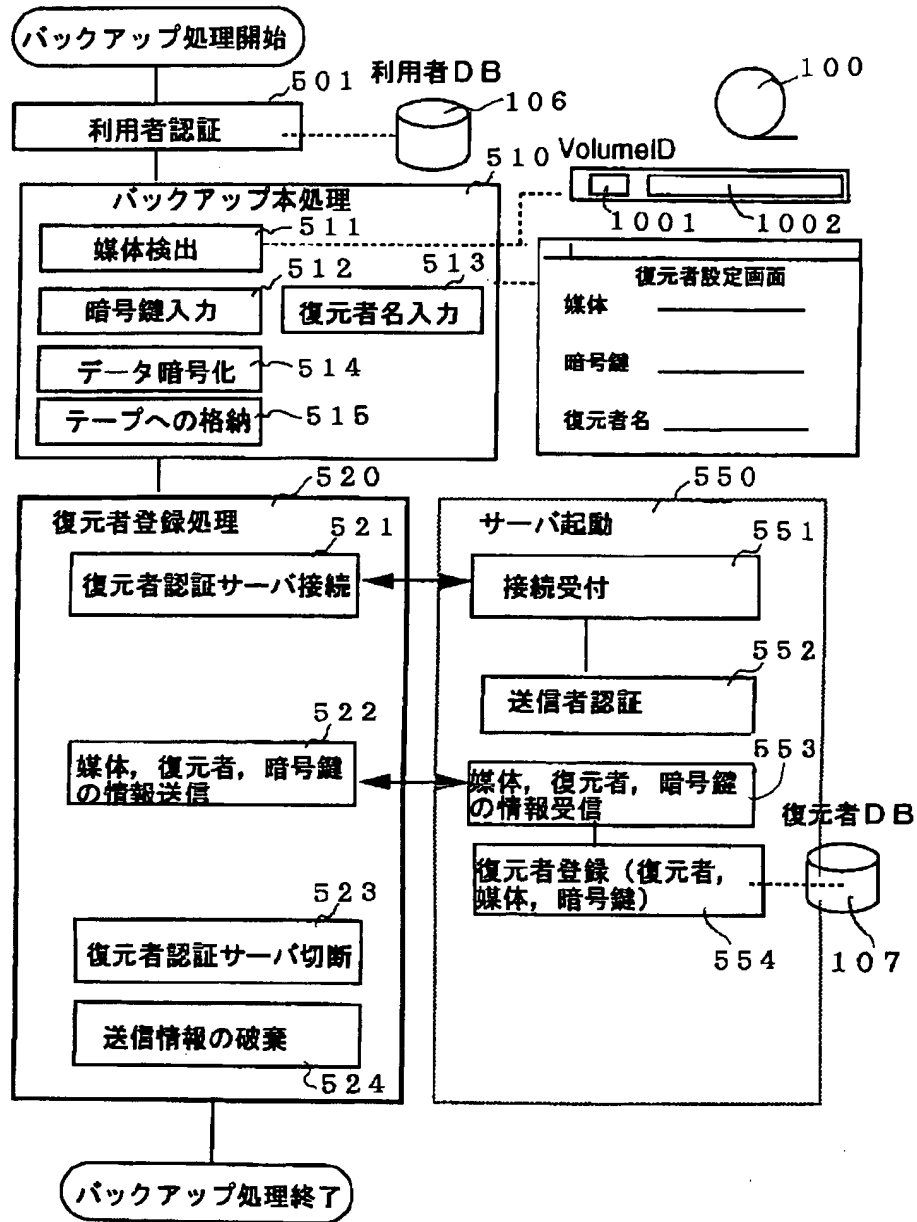 バックアップ処理開始
501
利用者DB
106
100
利用者認証
510
VolumeID
バックアップ本処理
511
媒体検出
1001
1002
512
513
暗号鍵入力
復元者名入力
復元者設定画面
媒体
データ暗号化
514
暗号鍵
テープへの格納
515
復元者名
520
550
復元者登録処理
521
サーバ起動
551
復元者認証サーバ接続
接続受付
552
送信者認証
522
553
媒体，復元者，暗号鍵
の情報送信
媒体，復元者，暗号鍵
の情報受信
復元者DB
復元者登録（復元者，
媒体，暗号鍵）
523
復元者認証サーバ切断
554
107
送信情報の破棄
524
バックアップ処理終了